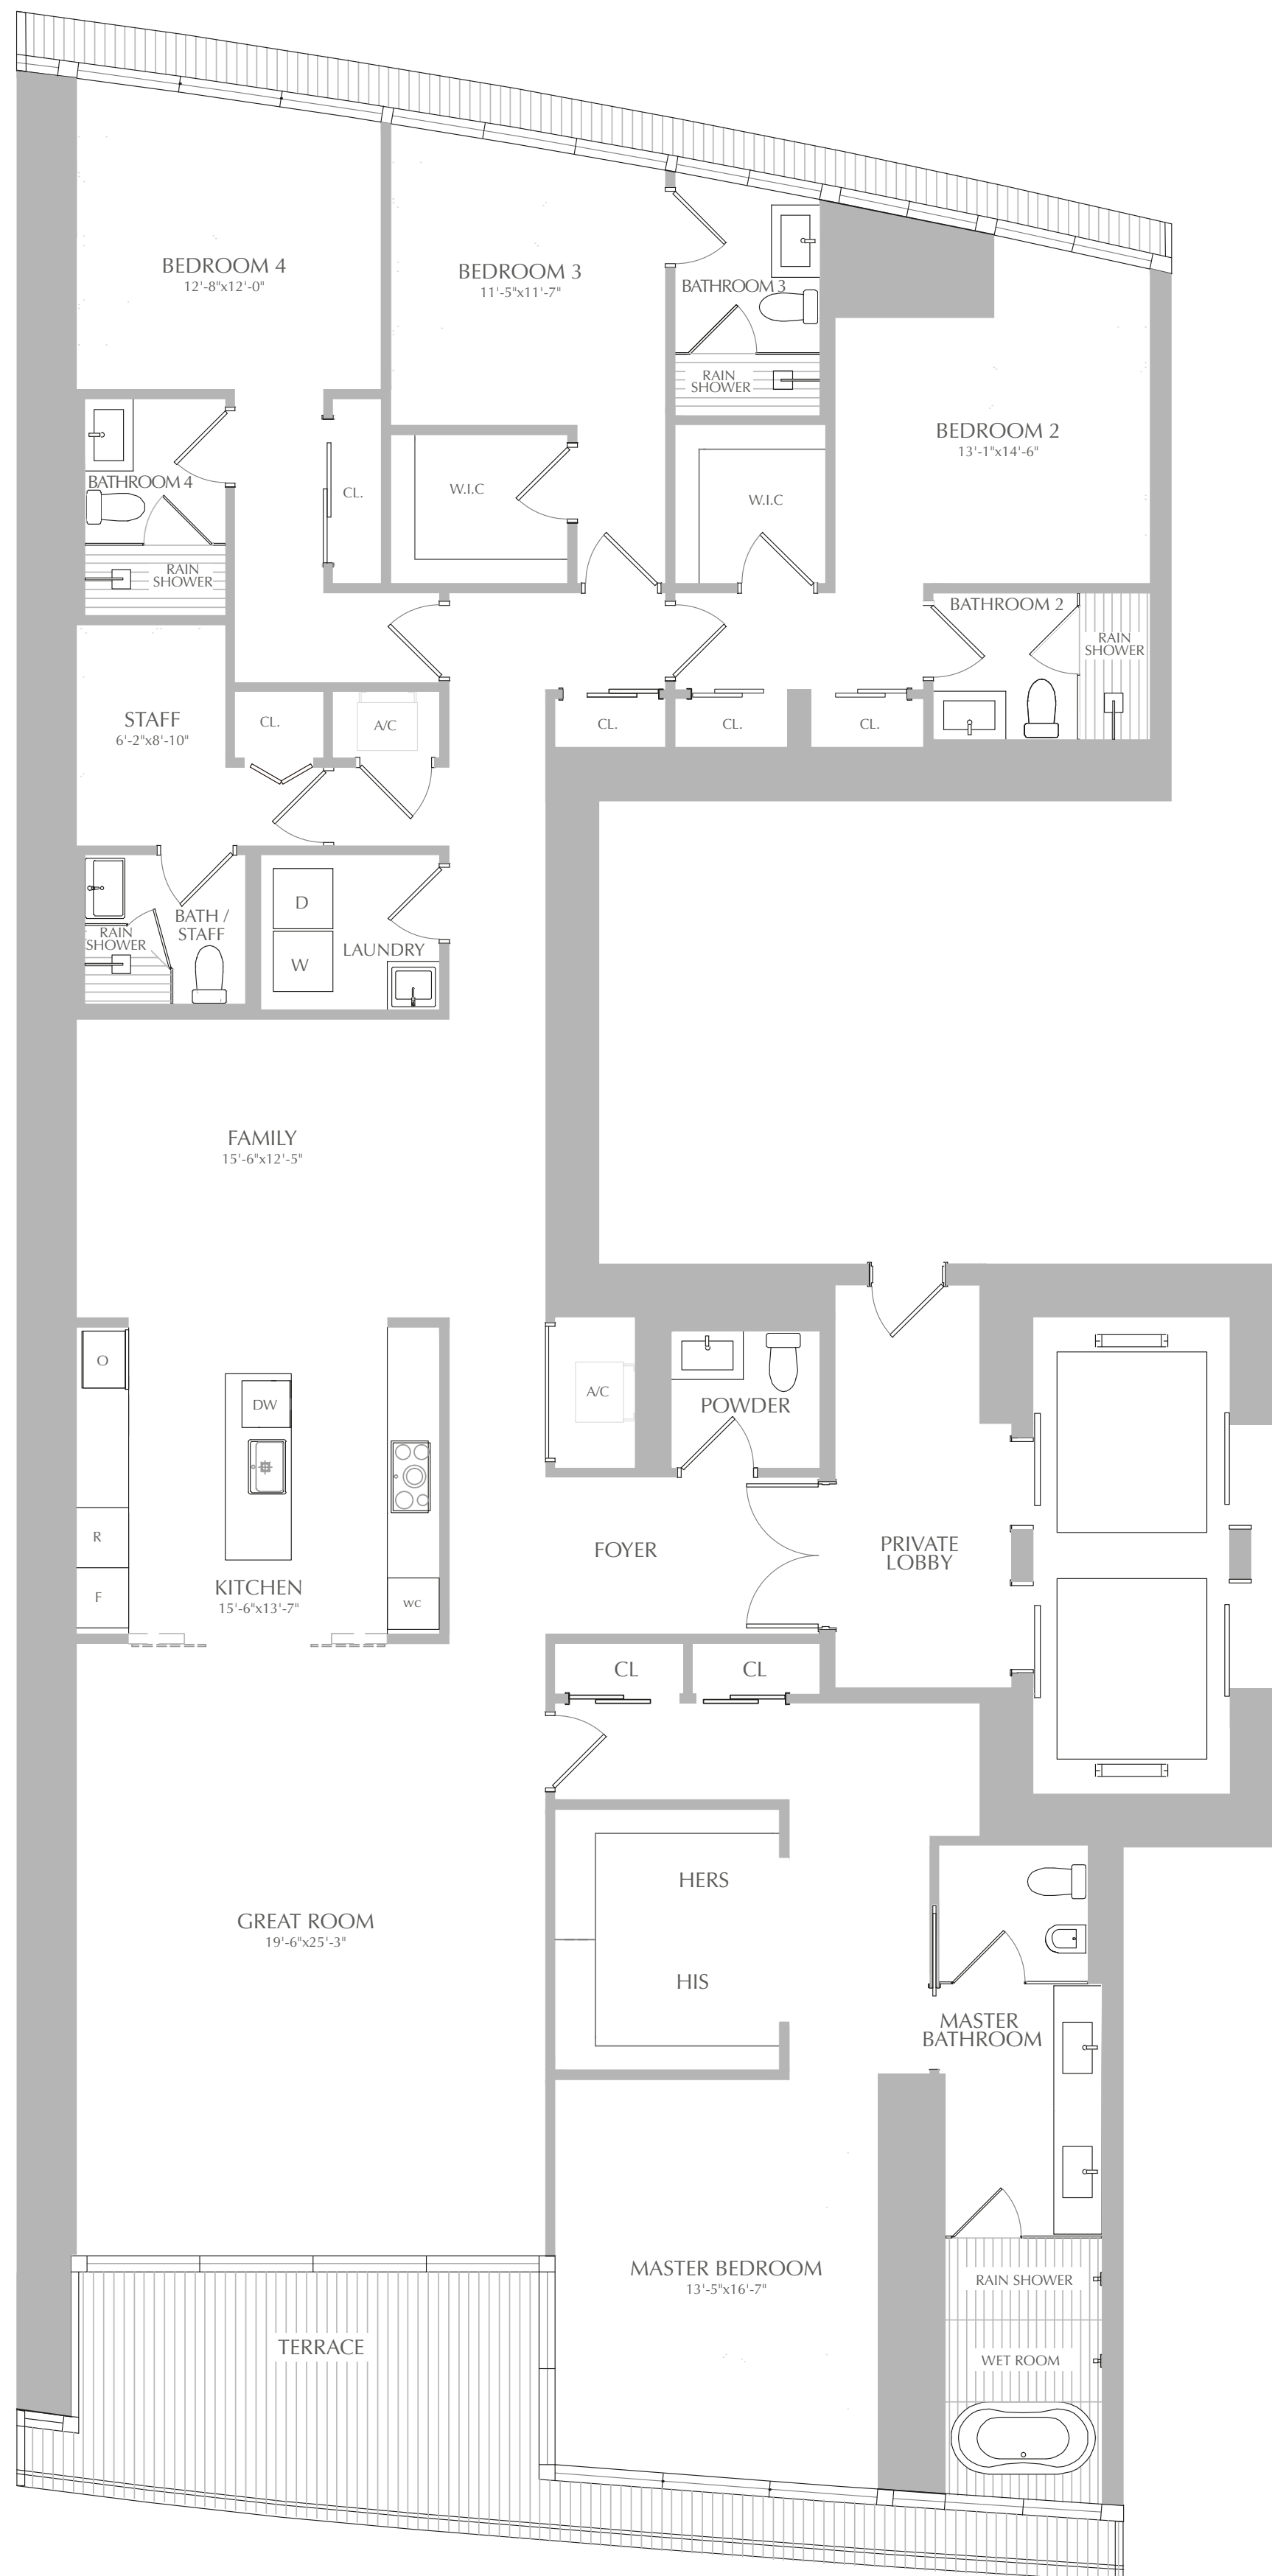 BEDROOM 4
12'-8"x12'-0"
BEDROOM 3
11'-5"x11'-7"
BATHROOM 3
RAIN
SHOWER
BEDROOM 2
13'-1"x14'-6"
BATHROOM 4
RAIN
SHOWER
CL.
W.I.C
W.I.C
BATHROOM 2
RAIN
SHOWER
STAFF
6'-2"x8'-10"
CL.
A/C
CL.
CL.
CL.
BATH /
STAFF
RAIN
SHOWER
D
W
LAUNDRY
FAMILY
15'-6"x12'-5"
O
DW
R
F
KITCHEN
15'-6"x13'-7"
WC
A/C
POWDER
FOYER
PRIVATE
LOBBY
CL
CL
GREAT ROOM
19'-6"x25'-3"
HERS
HIS
MASTER
BATHROOM
MASTER BEDROOM
13'-5"x16'-7"
RAIN SHOWER
WET ROOM
TERRACE